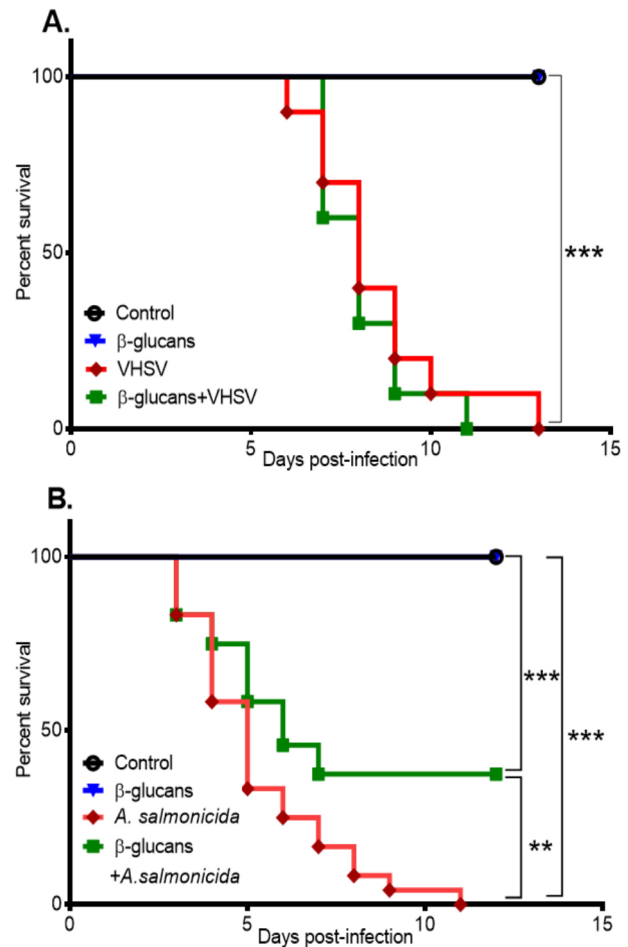 A.
100
50
0
Percent survival
Control
β-glucans
VHSV
β-glucans+VHSV
***
0 5 10 15
Days post-infection
B.
100
50
0
Percent survival
Control
β-glucans
A. salmonicida
β-glucans
+A.salmonicida
***
***
**
0 5 10 15
Days post-infection